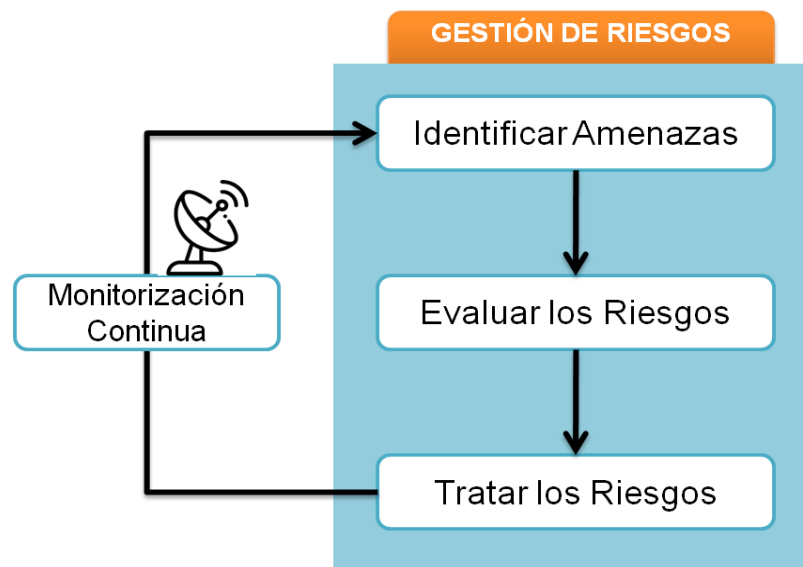 GESTIÓN DE RIESGOS
Identificar Amenazas
Monitorización
Continua
Evaluar los Riesgos
Tratar los Riesgos